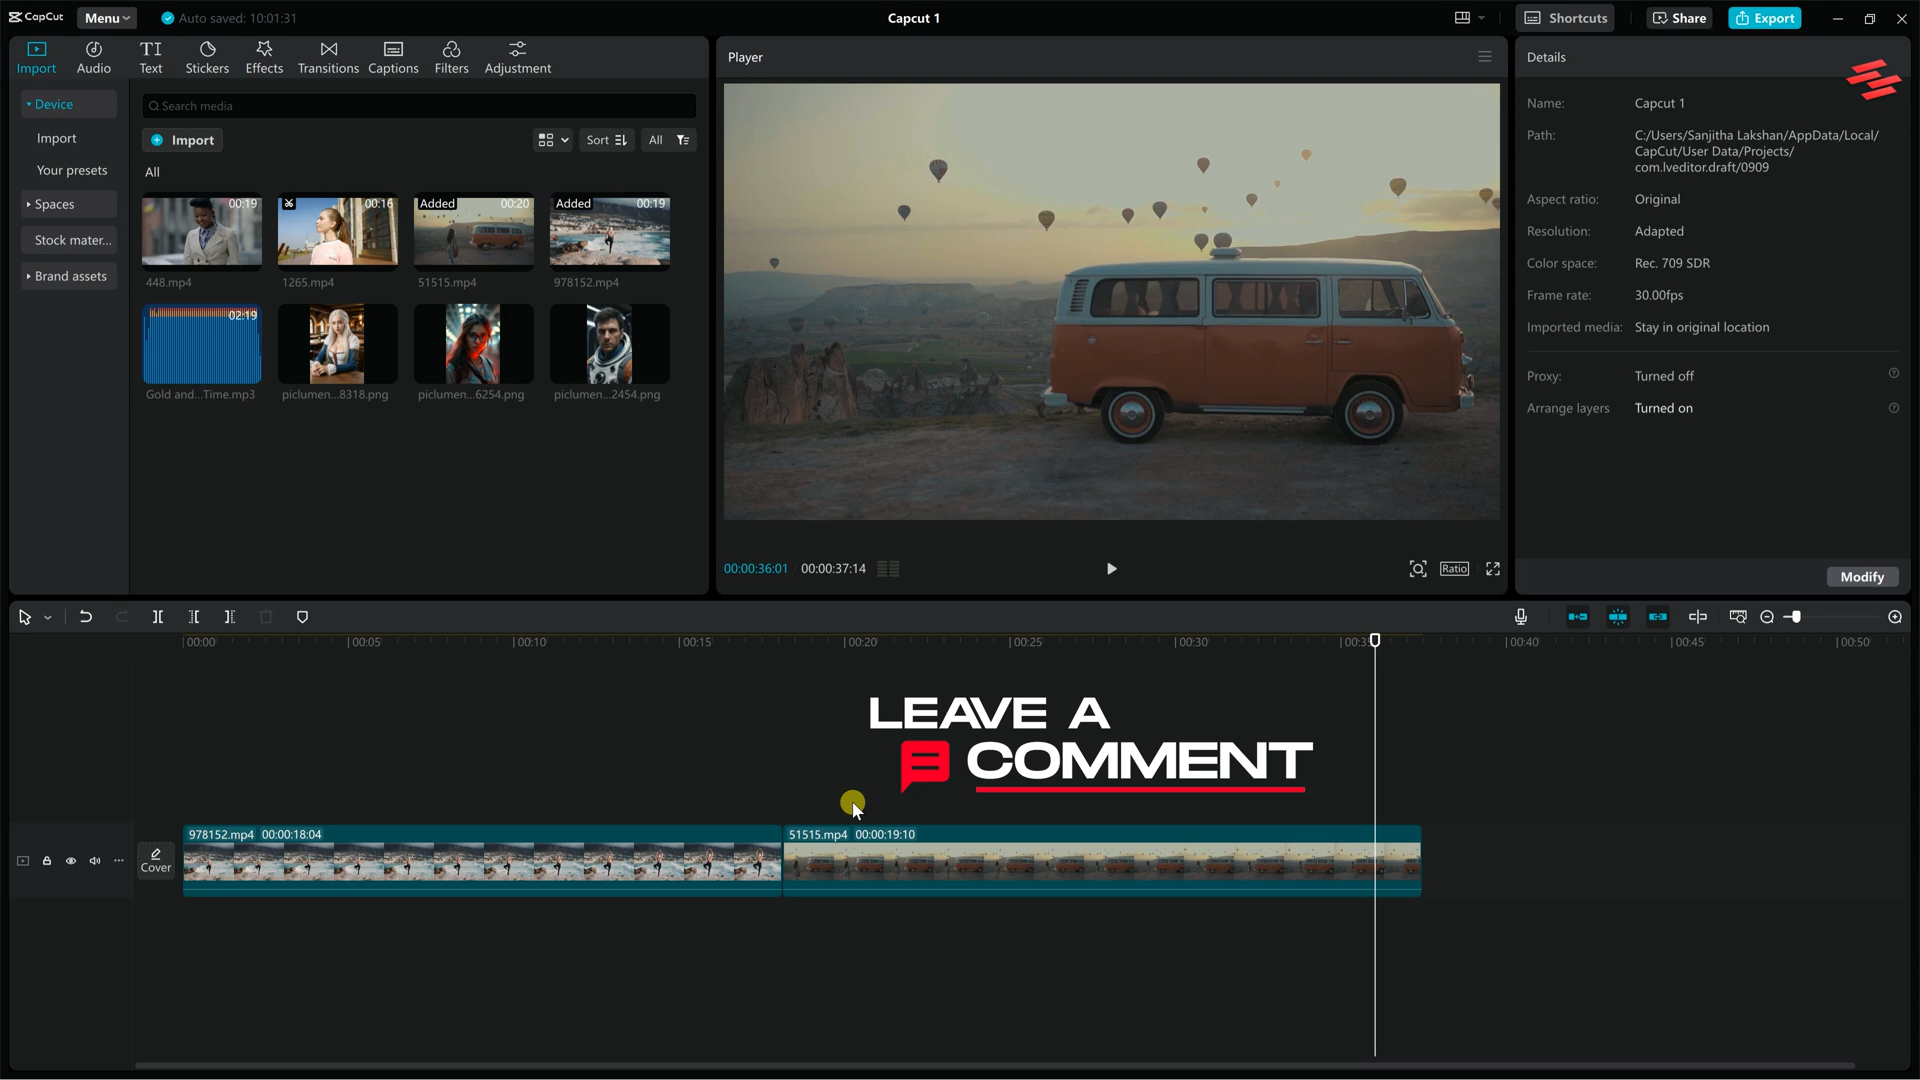 CapCut
Menu
Auto saved: 10:01:31
Capcut 1
Shortcuts
Share
Export
Import
Audio
Text
Stickers
Effects
Transitions
Captions
Filters
Adjustment
Player
Details
Device
Import
Your presets
Spaces
Stock mater...
Brand assets
Search media
Import
Sort
All
All
00:19
00:16
Added
00:20
Added
00:19
448.mp4
1265.mp4
51515.mp4
978152.mp4
02:19
Gold and...Time.mp3
piclumen...8318.png
piclumen...6254.png
piclumen...2454.png
00:00:36:01
00:00:37:14
Ratio
Name:
Capcut 1
Path:
C:/Users/Sanjitha Lakshan/AppData/Local/
CapCut/User Data/Projects/
com.lveditor.draft/0909
Aspect ratio:
Original
Resolution:
Adapted
Color space:
Rec. 709 SDR
Frame rate:
30.00fps
Imported media:
Stay in original location
Proxy:
Turned off
Arrange layers
Turned on
Modify
00:00
00:05
00:10
00:15
00:20
00:25
00:30
00:35
00:40
00:45
00:50
LEAVE A
COMMENT
Cover
978152.mp4 00:00:18:04
51515.mp4 00:00:19:10